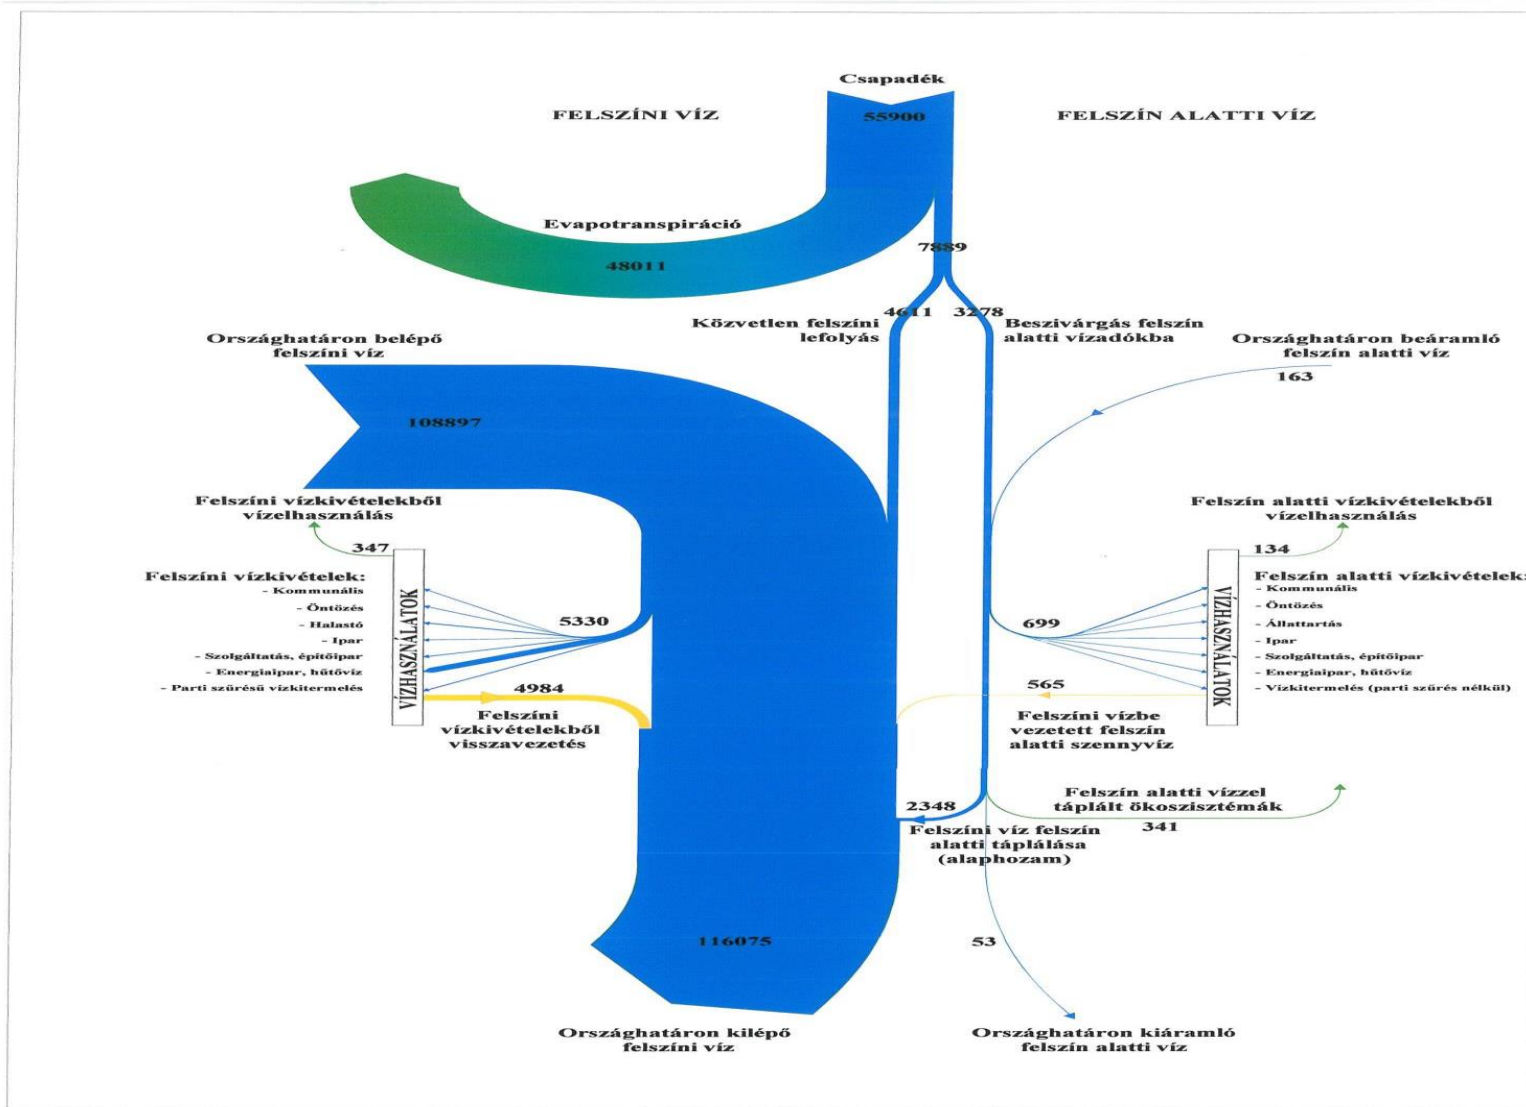 Csapadék
FELSZÍNI VÍZ
55900
FELSZÍN ALATTI VÍZ
Evapotranspiráció
48011
7889
4611
3278
Közvetlen felszíni
lefolyás
Beszivárgás felszín
alatti vízadókba
Országhatáron belépő
felszíni víz
Országhatáron beáramló
felszín alatti víz
163
108897
Felszíni vízkivételekből
vízelhasználás
347
Felszín alatti vízkivételekből
vízelhasználás
134
Felszíni vízkivételek:
- Kommunális
- Öntözés
- Halastó
- Ipar
- Szolgáltatás, építőipar
- Energiaipar, hűtővíz
- Parti szűrésű vízkitermelés
VÍZHASZNÁLATOK
5330
4984
Felszíni
vízkivételekből
visszavezetés
699
VÍZHASZNÁLATOK
Felszín alatti vízkivételek:
- Kommunális
- Öntözés
- Állattartás
- Ipar
- Szolgáltatás, építőipar
- Energiaipar, hűtővíz
- Vízkitermelés (parti szűrés nélkül)
565
Felszíni vízbe
vezetett felszín
alatti szennyvíz
2348
Felszíni víz felszín
alatti táplálása
(alaphozam)
Felszín alatti vízzel
táplált ökoszisztémák
341
116075
53
Országhatáron kilépő
felszíni víz
Országhatáron kiáramló
felszín alatti víz